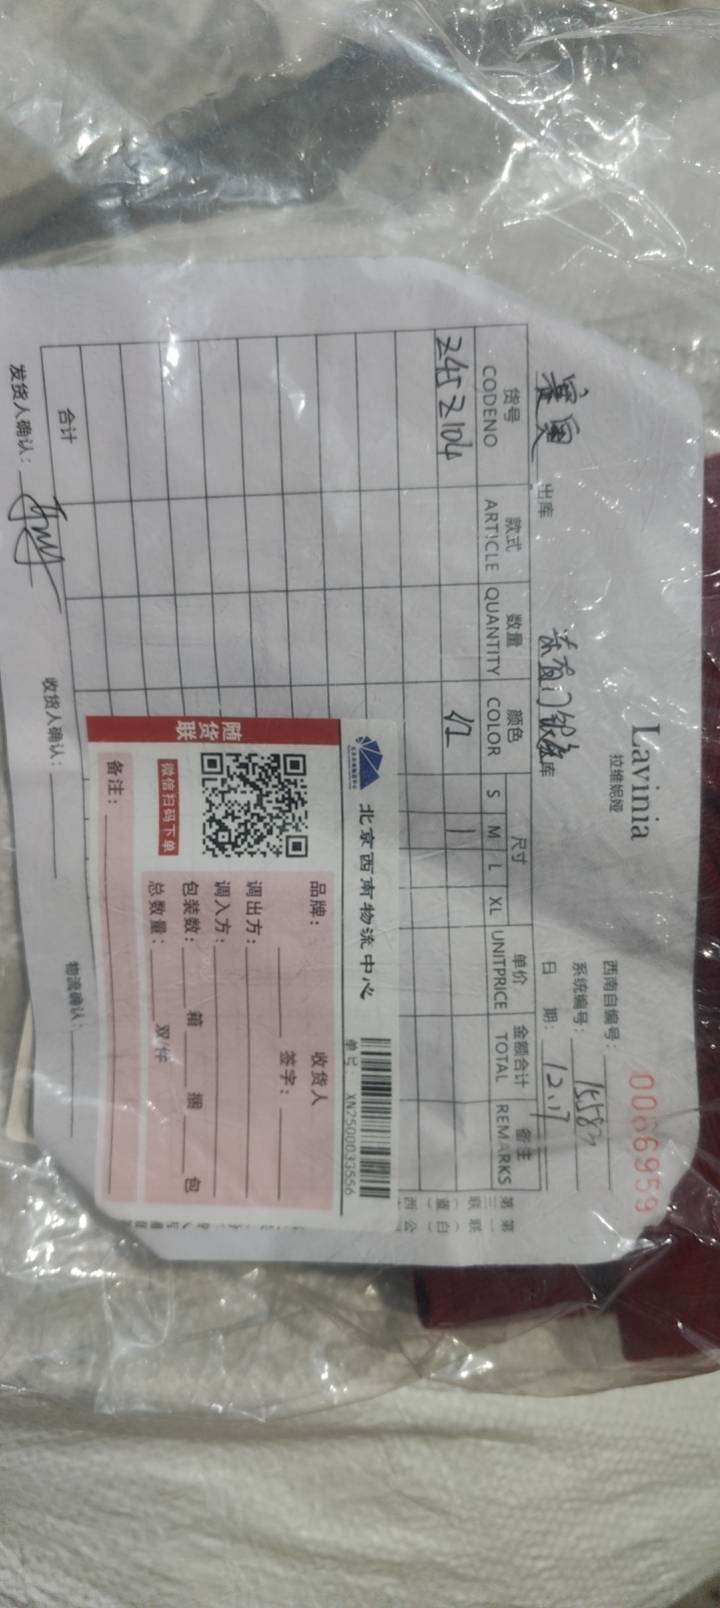 Lavinia
拉维妮娅
0066959
西南自编号：
系统编号：
赛奥 出库
库
日 期： 12.17
货号 款式 数量 颜色 尺寸 单价 金额合计 备注
CODENO ARTICLE QUANTITY COLOR S M L XL UNITPRICE TOTAL REMARKS
2452104 1
合计
发货人确认：
收货人确认：
物流确认：
北京西南物流中心
XN2500033556
随货联
微信扫码下单
品牌：
收货人
调出方： 签字：
调入方：
包装数： 箱 捆 包
总数量： 双/件
备注：